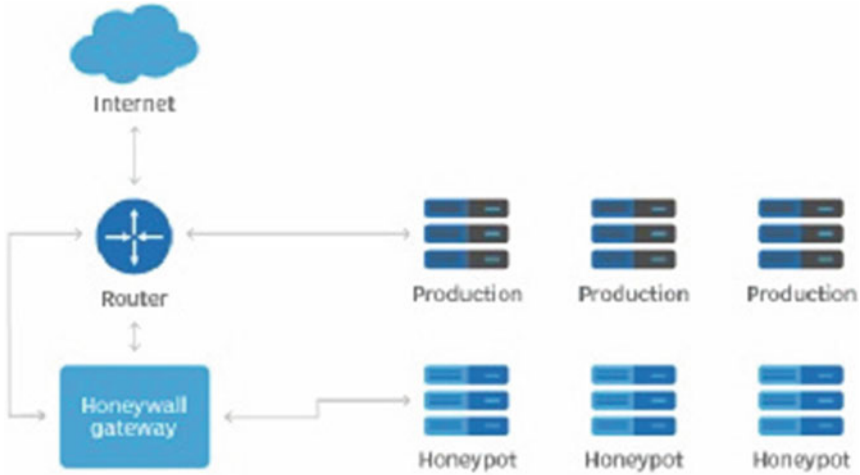 Internet
Router
Production Production Production
Honeywall
gateway
Honeypot Honeypot Honeypot